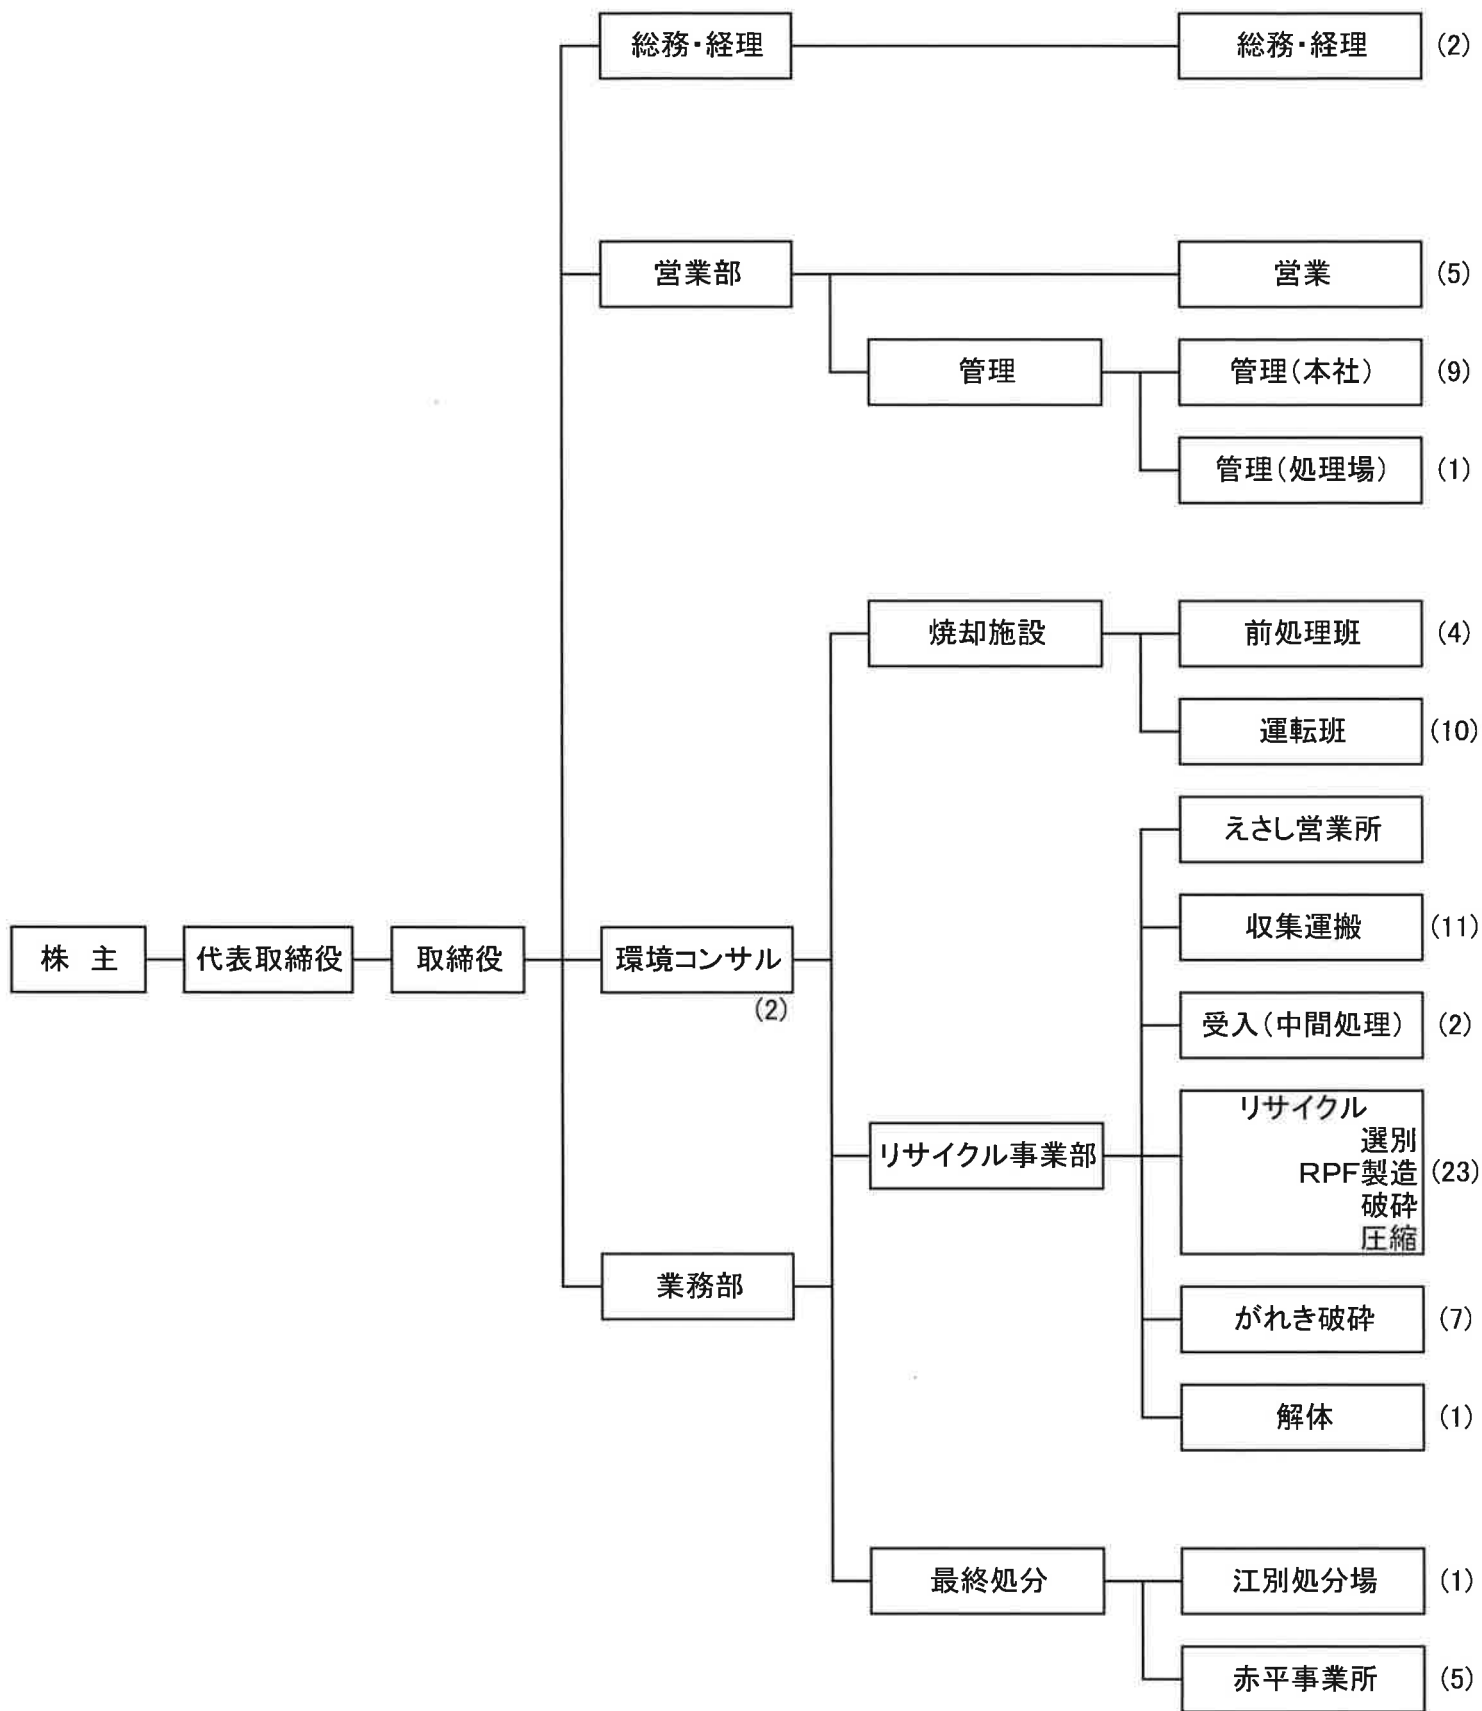 総務・経理
総務・経理
(2)
営業部
営業
(5)
管理
管理(本社)
(9)
管理(処理場)
(1)
焼却施設
前処理班
(4)
運転班
(10)
えさし営業所
収集運搬
(11)
株 主
代表取締役
取締役
環境コンサル
(2)
受入(中間処理)
(2)
リサイクル事業部
リサイクル
選別
RPF製造
破砕
圧縮
(23)
業務部
がれき破砕
(7)
解体
(1)
最終処分
江別処分場
(1)
赤平事業所
(5)